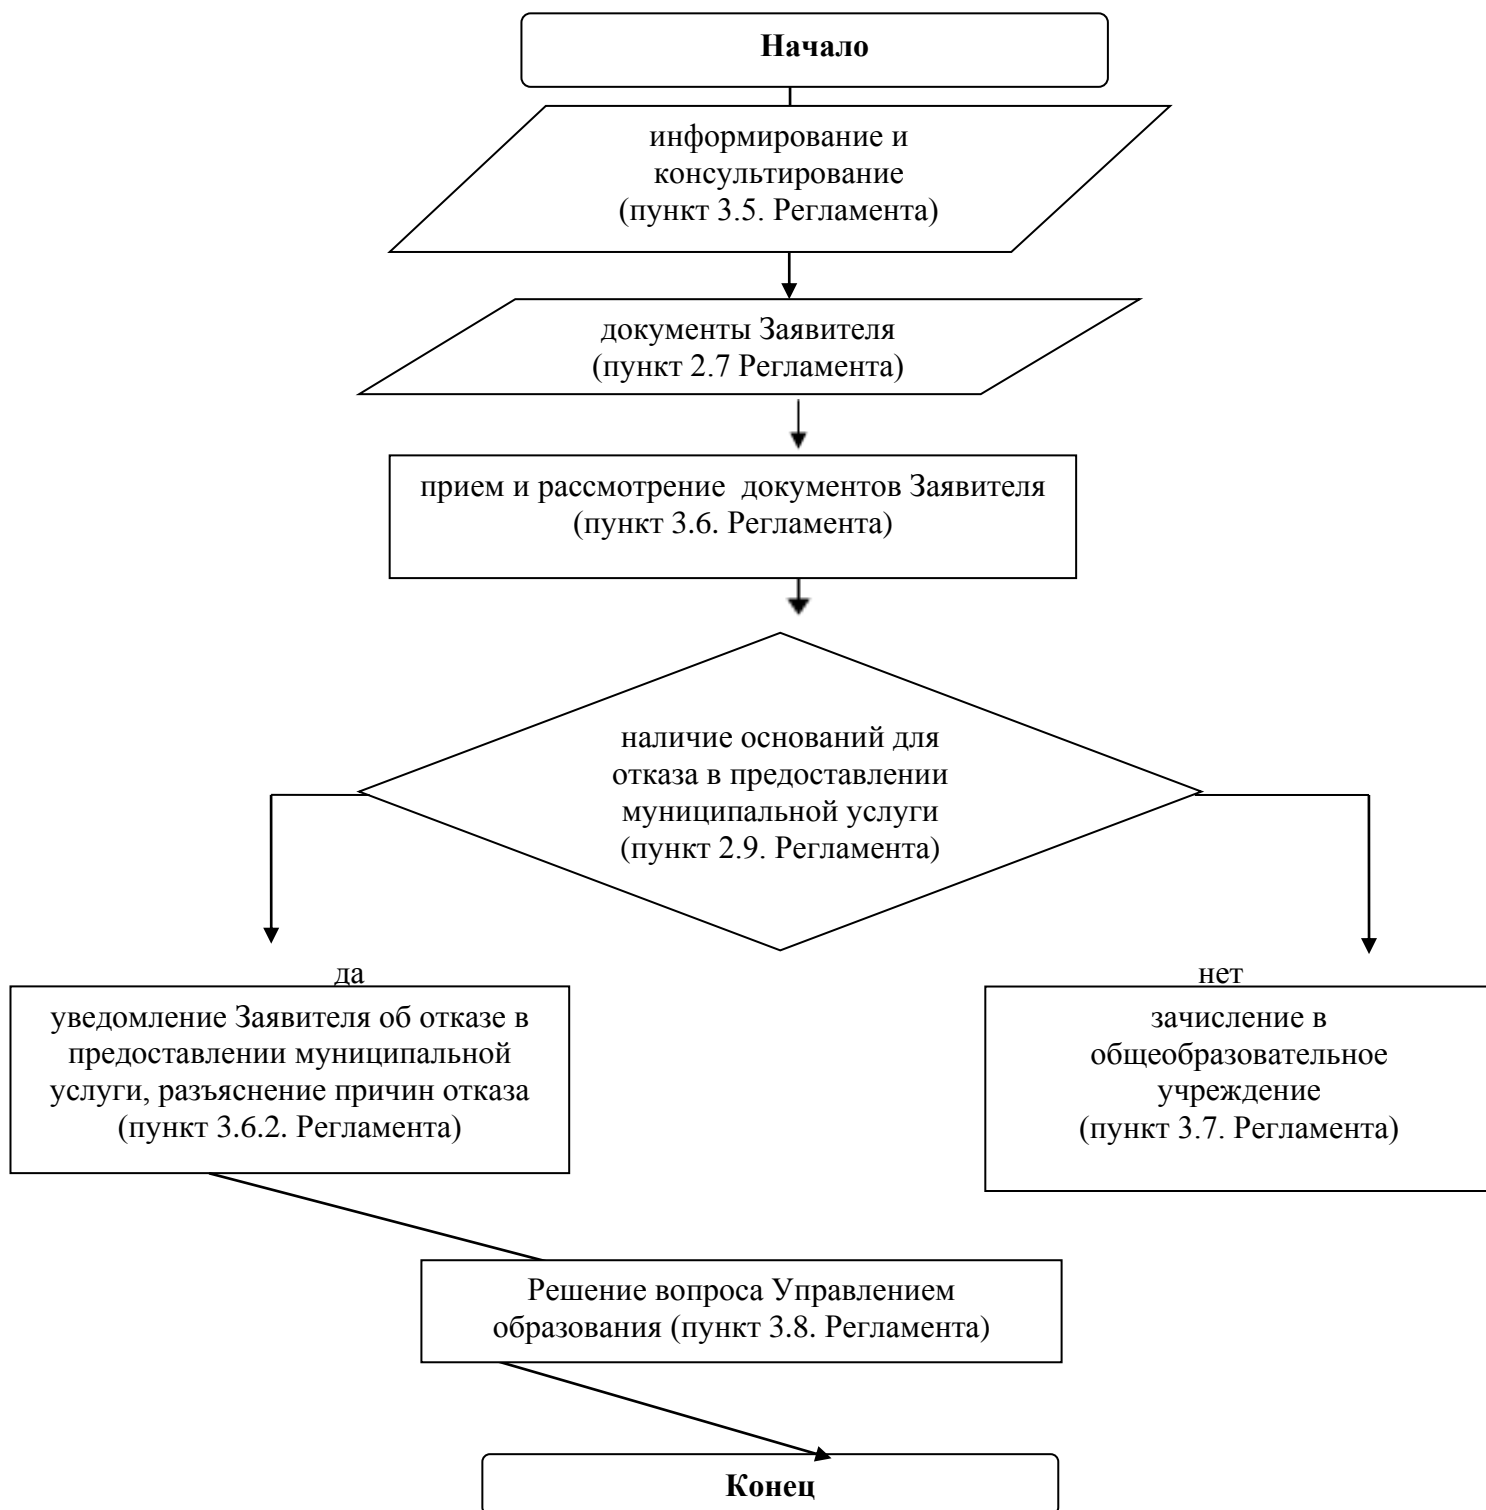 Начало
информирование и
консультирование
(пункт 3.5. Регламента)
документы Заявителя
(пункт 2.7 Регламента)
прием и рассмотрение  документов Заявителя
(пункт 3.6. Регламента)
наличие оснований для
отказа в предоставлении
муниципальной услуги
(пункт 2.9. Регламента)
да
уведомление Заявителя об отказе в
предоставлении муниципальной
услуги, разъяснение причин отказа
(пункт 3.6.2. Регламента)
нет
зачисление в
общеобразовательное
учреждение
(пункт 3.7. Регламента)
Решение вопроса Управлением
образования (пункт 3.8. Регламента)
Конец